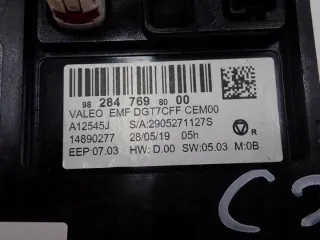 98 284 769 80 00
VALEO EMF DGT7CFF CEM00
A12545J S/A:2905271127S
14890277 28/05/19 05h
EEP:07.03 HW: D.00 SW:05.03 M:0B
R